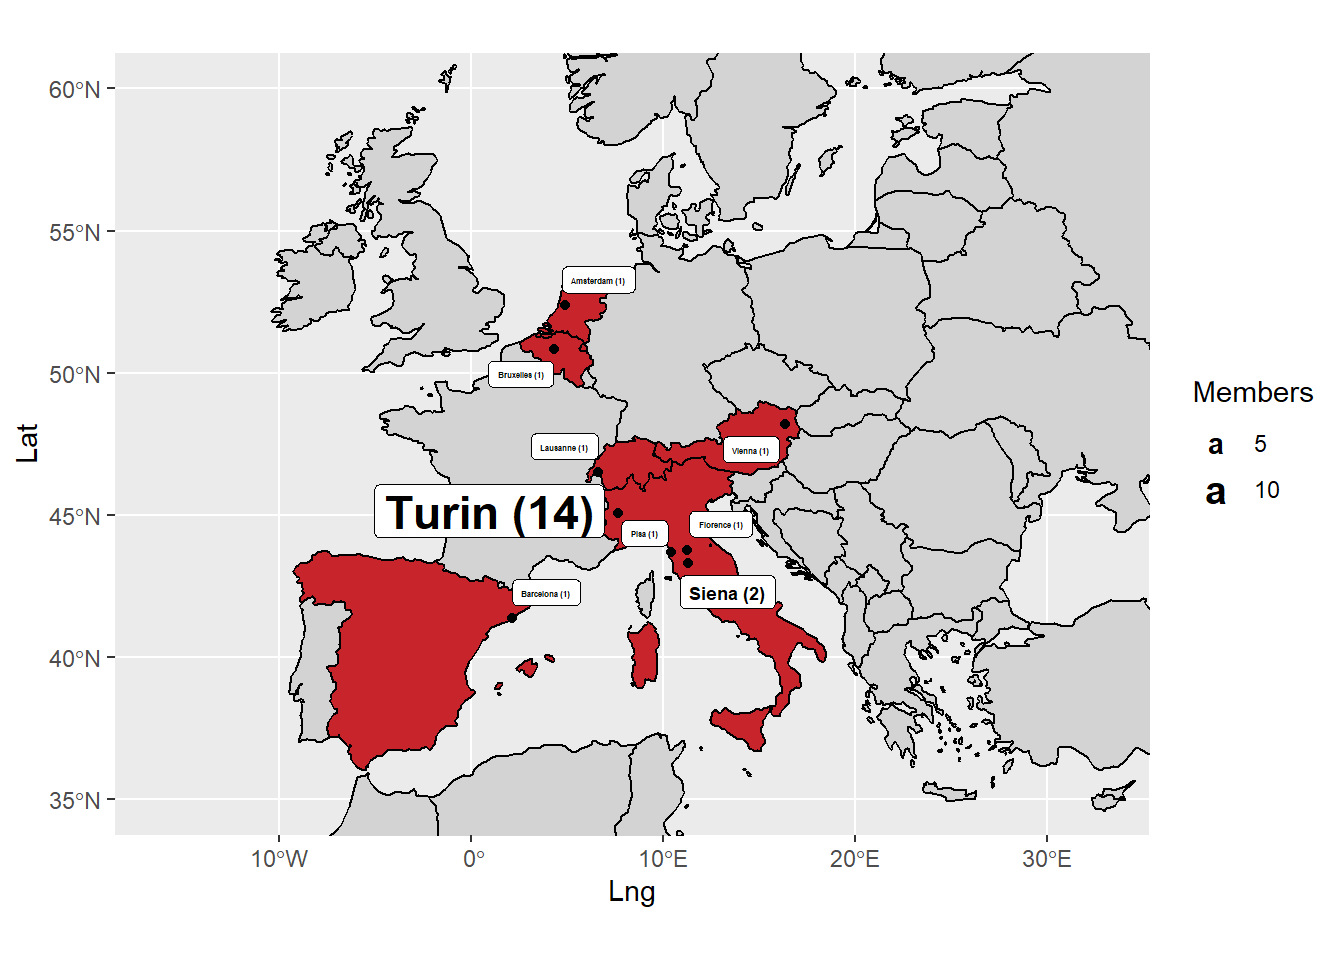 60°N
55°N
50°N
45°N
40°N
35°N
Lat
Amsterdam (1)
Bruxelles (1)
Lausanne (1)
Vienna (1)
Turin (14)
Florence (1)
Pisa (1)
Siena (2)
Barcelona (1)
10°W
0°
10°E
20°E
30°E
Lng
Members
a 5
a 10